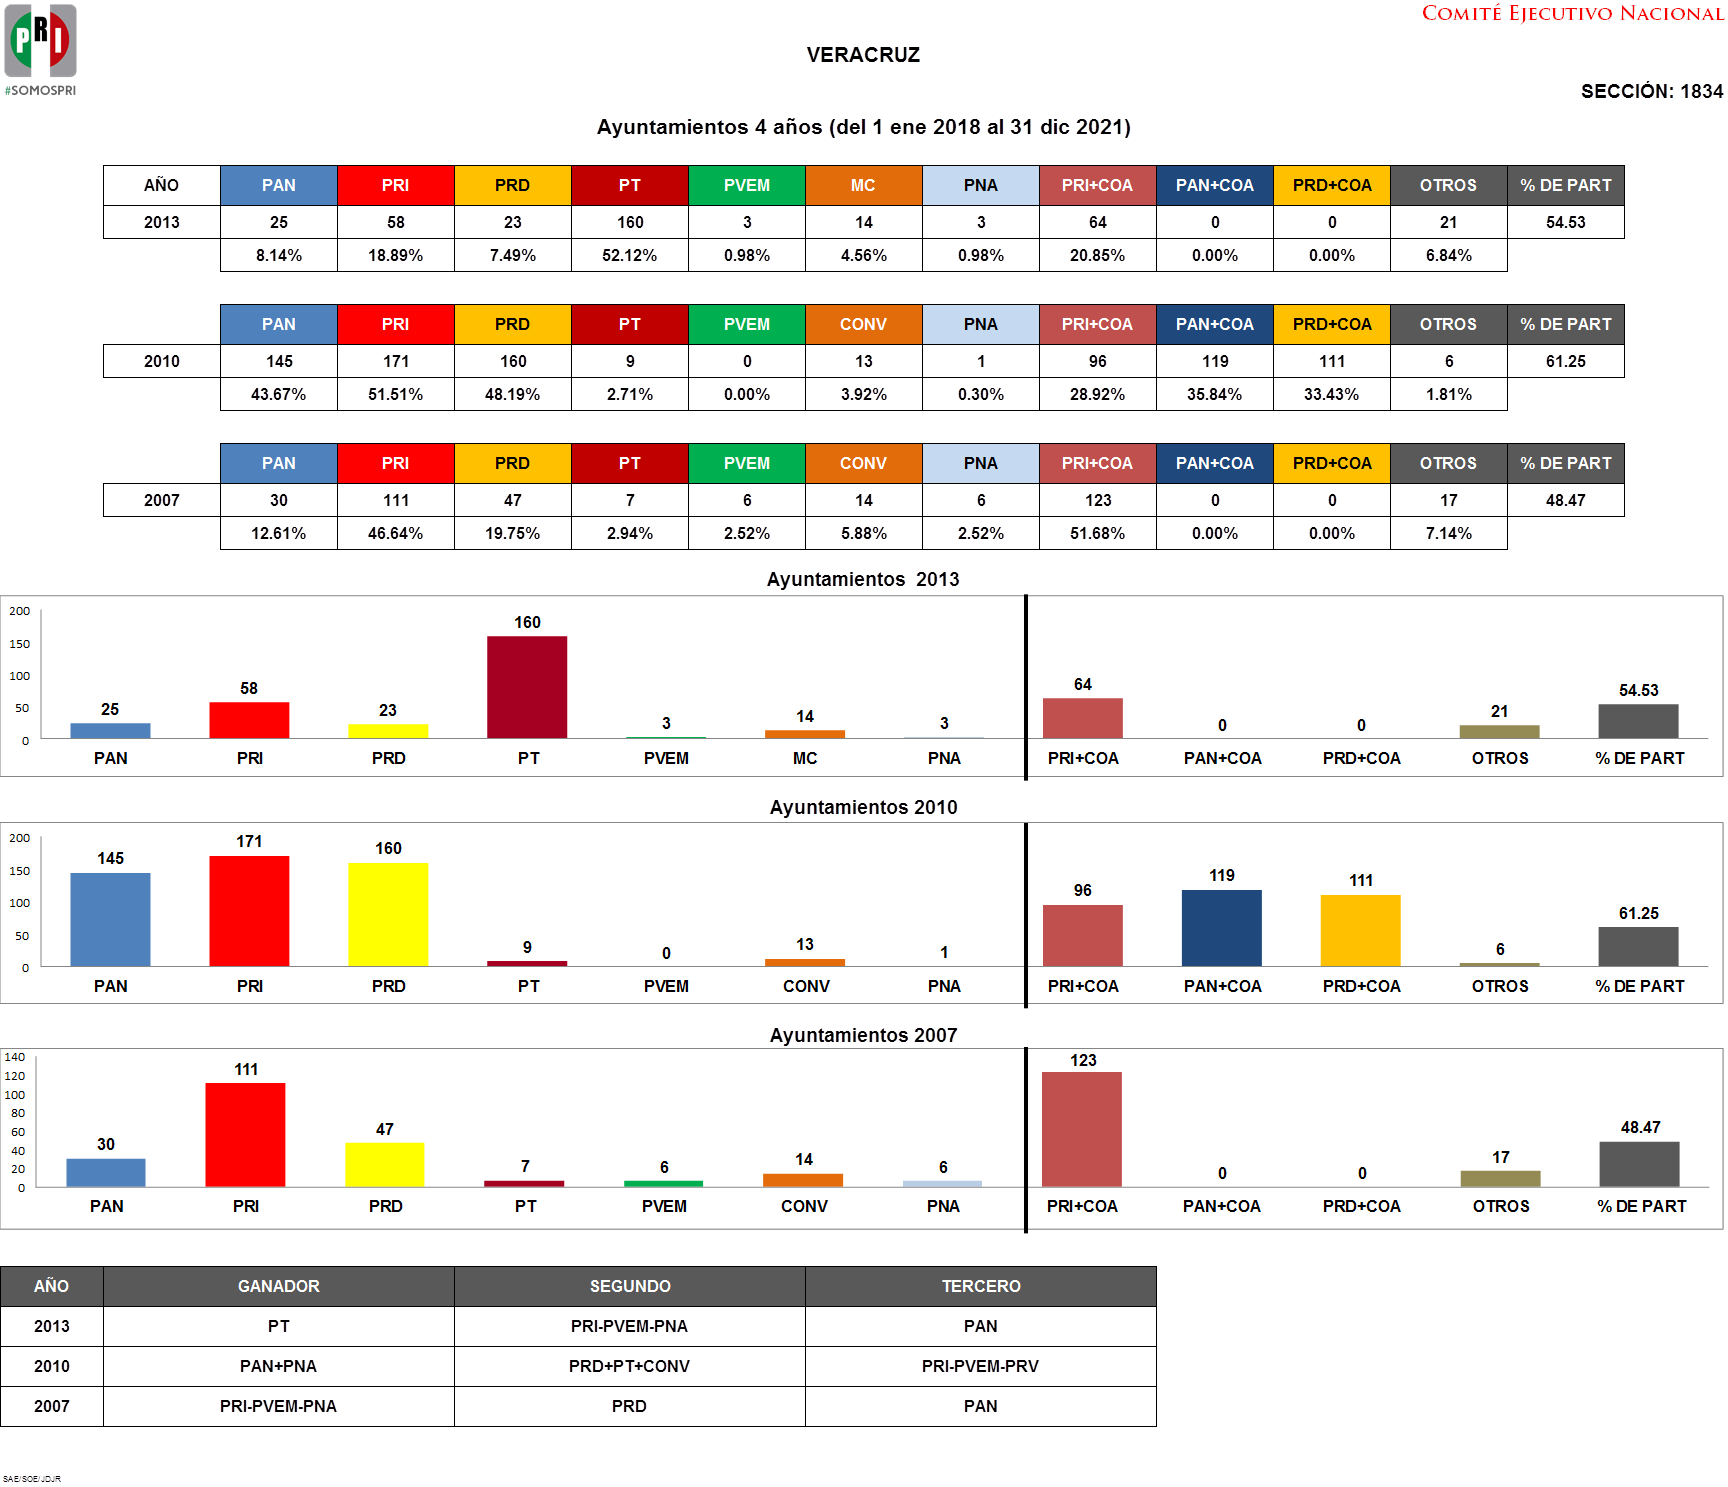 PRI
#SOMOSPRI
COMITÉ EJECUTIVO NACIONAL
VERACRUZ
SECCIÓN: 1834
Ayuntamientos 4 años (del 1 ene 2018 al 31 dic 2021)
AÑO PAN PRI PRD PT PVEM MC PNA PRI+COA PAN+COA PRD+COA OTROS % DE PART
2013 25 58 23 160 3 14 3 64 0 0 21 54.53
8.14% 18.89% 7.49% 52.12% 0.98% 4.56% 0.98% 20.85% 0.00% 0.00% 6.84%
PAN PRI PRD PT PVEM CONV PNA PRI+COA PAN+COA PRD+COA OTROS % DE PART
2010 145 171 160 9 0 13 1 96 119 111 6 61.25
43.67% 51.51% 48.19% 2.71% 0.00% 3.92% 0.30% 28.92% 35.84% 33.43% 1.81%
PAN PRI PRD PT PVEM CONV PNA PRI+COA PAN+COA PRD+COA OTROS % DE PART
2007 30 111 47 7 6 14 6 123 0 0 17 48.47
12.61% 46.64% 19.75% 2.94% 2.52% 5.88% 2.52% 51.68% 0.00% 0.00% 7.14%
Ayuntamientos 2013
200
150
100
50
0
25 58 23 160 3 14 3 64 0 0 21 54.53
PAN PRI PRD PT PVEM MC PNA PRI+COA PAN+COA PRD+COA OTROS % DE PART
Ayuntamientos 2010
200
150
100
50
0
145 171 160 9 0 13 1 96 119 111 6 61.25
PAN PRI PRD PT PVEM CONV PNA PRI+COA PAN+COA PRD+COA OTROS % DE PART
Ayuntamientos 2007
140
120
100
80
60
40
20
0
30 111 47 7 6 14 6 123 0 0 17 48.47
PAN PRI PRD PT PVEM CONV PNA PRI+COA PAN+COA PRD+COA OTROS % DE PART
AÑO GANADOR SEGUNDO TERCERO
2013 PT PRI-PVEM-PNA PAN
2010 PAN+PNA PRD+PT+CONV PRI-PVEM-PRV
2007 PRI-PVEM-PNA PRD PAN
SAE/SOE/JDJR